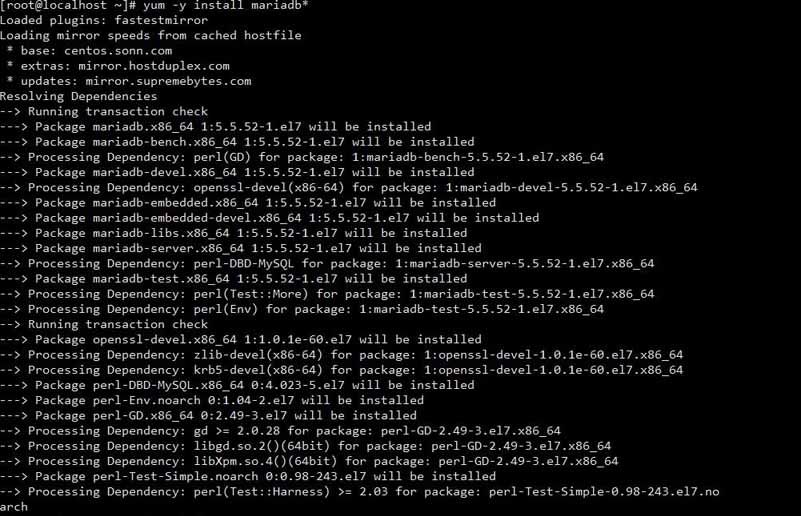 [root@localhost ~]# yum -y install mariadb*
Loaded plugins: fastestmirror
Loading mirror speeds from cached hostfile
 * base: centos.sonn.com
 * extras: mirror.hostduplex.com
 * updates: mirror.supremebytes.com
Resolving Dependencies
--> Running transaction check
---> Package mariadb.x86_64 1:5.5.52-1.el7 will be installed
---> Package mariadb-bench.x86_64 1:5.5.52-1.el7 will be installed
--> Processing Dependency: perl(GD) for package: 1:mariadb-bench-5.5.52-1.el7.x86_64
---> Package mariadb-devel.x86_64 1:5.5.52-1.el7 will be installed
--> Processing Dependency: openssl-devel(x86-64) for package: 1:mariadb-devel-5.5.52-1.el7.x86_64
---> Package mariadb-embedded.x86_64 1:5.5.52-1.el7 will be installed
---> Package mariadb-embedded-devel.x86_64 1:5.5.52-1.el7 will be installed
---> Package mariadb-libs.x86_64 1:5.5.52-1.el7 will be installed
---> Package mariadb-server.x86_64 1:5.5.52-1.el7 will be installed
--> Processing Dependency: perl-DBD-MySQL for package: 1:mariadb-server-5.5.52-1.el7.x86_64
---> Package mariadb-test.x86_64 1:5.5.52-1.el7 will be installed
--> Processing Dependency: perl(Test::More) for package: 1:mariadb-test-5.5.52-1.el7.x86_64
--> Processing Dependency: perl(Env) for package: 1:mariadb-test-5.5.52-1.el7.x86_64
--> Running transaction check
---> Package openssl-devel.x86_64 1:1.0.1e-60.el7 will be installed
--> Processing Dependency: zlib-devel(x86-64) for package: 1:openssl-devel-1.0.1e-60.el7.x86_64
--> Processing Dependency: krb5-devel(x86-64) for package: 1:openssl-devel-1.0.1e-60.el7.x86_64
---> Package perl-DBD-MySQL.x86_64 0:4.023-5.el7 will be installed
---> Package perl-Env.noarch 0:1.04-2.el7 will be installed
---> Package perl-GD.x86_64 0:2.49-3.el7 will be installed
--> Processing Dependency: gd >= 2.0.28 for package: perl-GD-2.49-3.el7.x86_64
--> Processing Dependency: libgd.so.2()(64bit) for package: perl-GD-2.49-3.el7.x86_64
--> Processing Dependency: libXpm.so.4()(64bit) for package: perl-GD-2.49-3.el7.x86_64
---> Package perl-Test-Simple.noarch 0:0.98-243.el7 will be installed
--> Processing Dependency: perl(Test::Harness) >= 2.03 for package: perl-Test-Simple-0.98-243.el7.no
arch